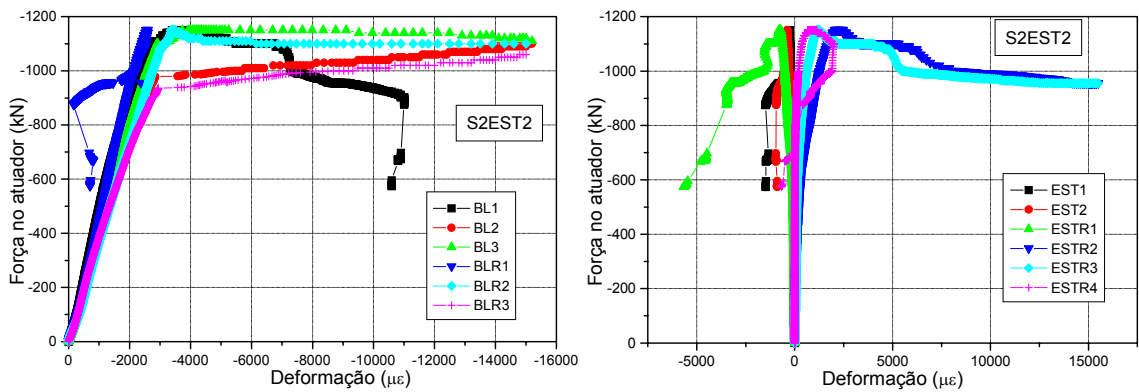 -1200
-1000
-800
-600
-400
-200
0
Força no atuador (kN)
0
-2000
-4000
-6000
-8000
-10000
-12000
-14000
-16000
Deformação (µε)
S2EST2
BL1
BL2
BL3
BLR1
BLR2
BLR3
-1200
-1000
-800
-600
-400
-200
0
Força no atuador (kN)
-5000
0
5000
10000
15000
Deformação (µε)
S2EST2
EST1
EST2
ESTR1
ESTR2
ESTR3
ESTR4